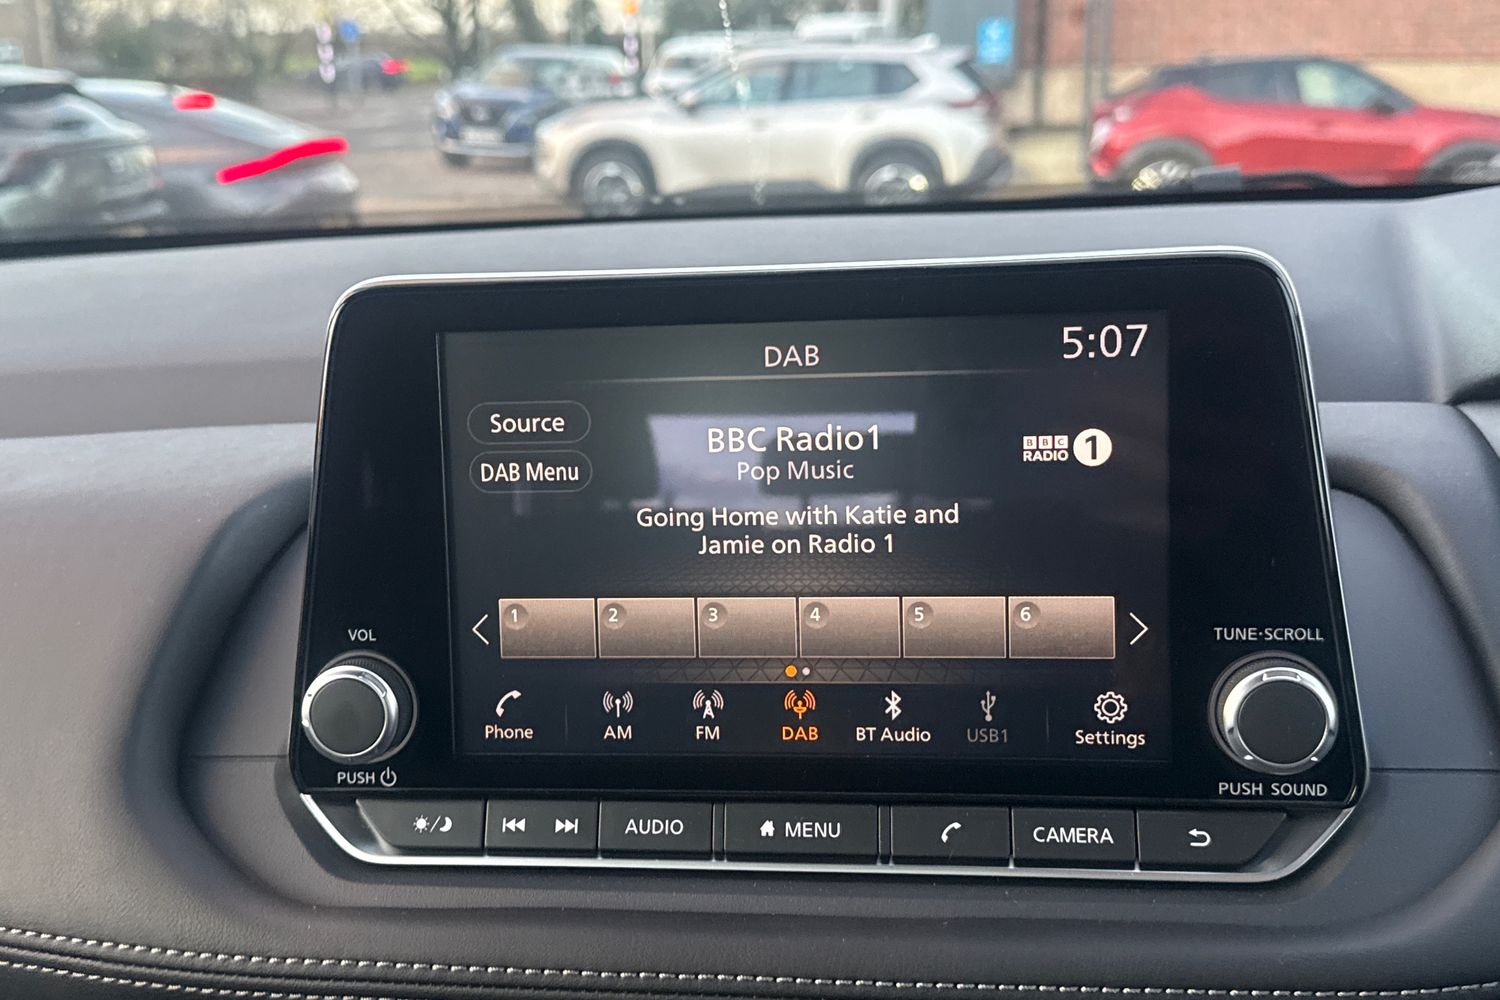 DAB
5:07
Source
DAB Menu
BBC Radio1
Pop Music
BBC
RADIO 1
Going Home with Katie and
Jamie on Radio 1
1 2 3 4 5 6
VOL
PUSH
TUNE·SCROLL
PUSH SOUND
Phone AM FM DAB BT Audio USB1 Settings
AUDIO MENU CAMERA